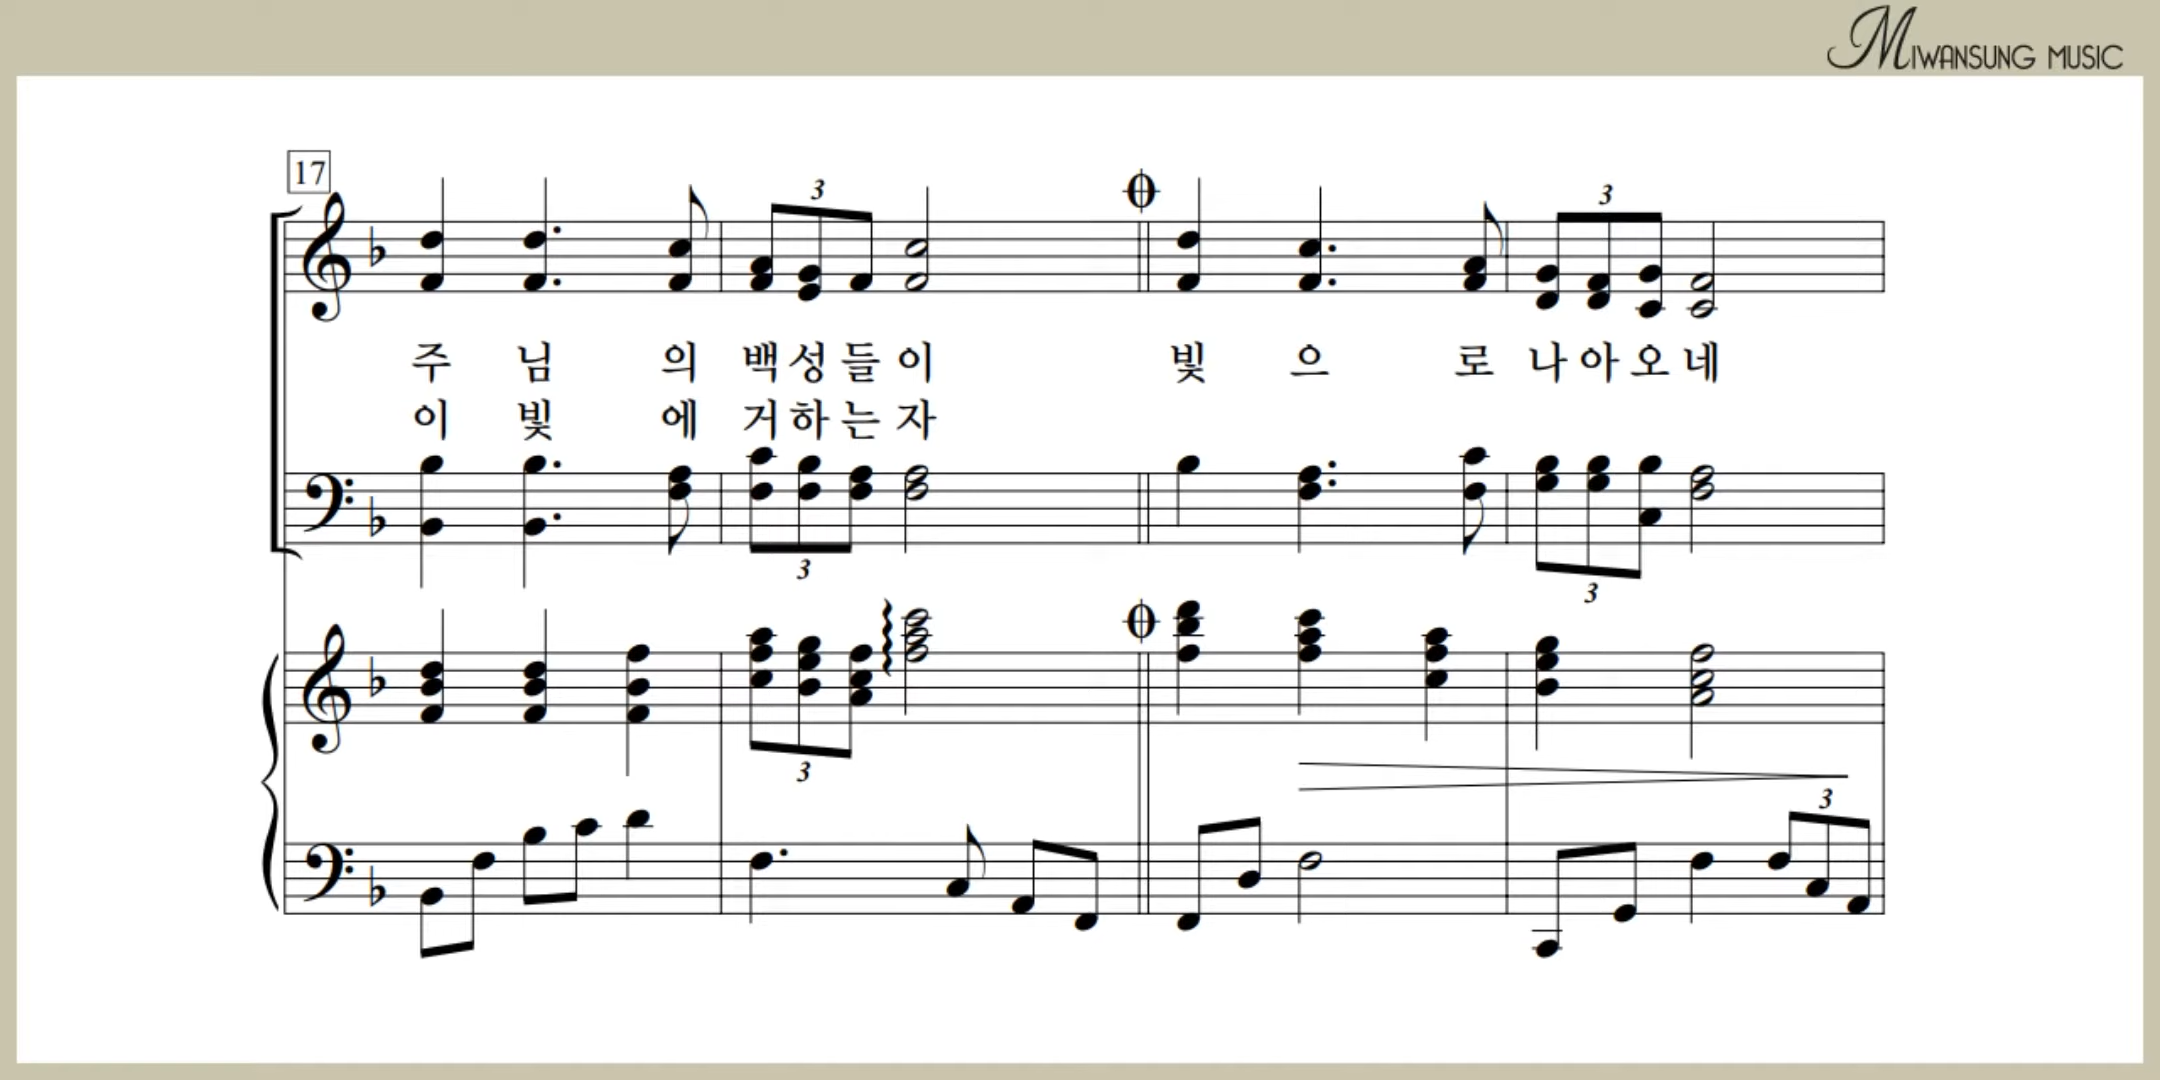 MIWANSUNG MUSIC
17
3 3
주 님 의 백 성 들 이 빛 으 로 나 아 오 네
이 빛 에 거 하 는 자
3 3
3
3